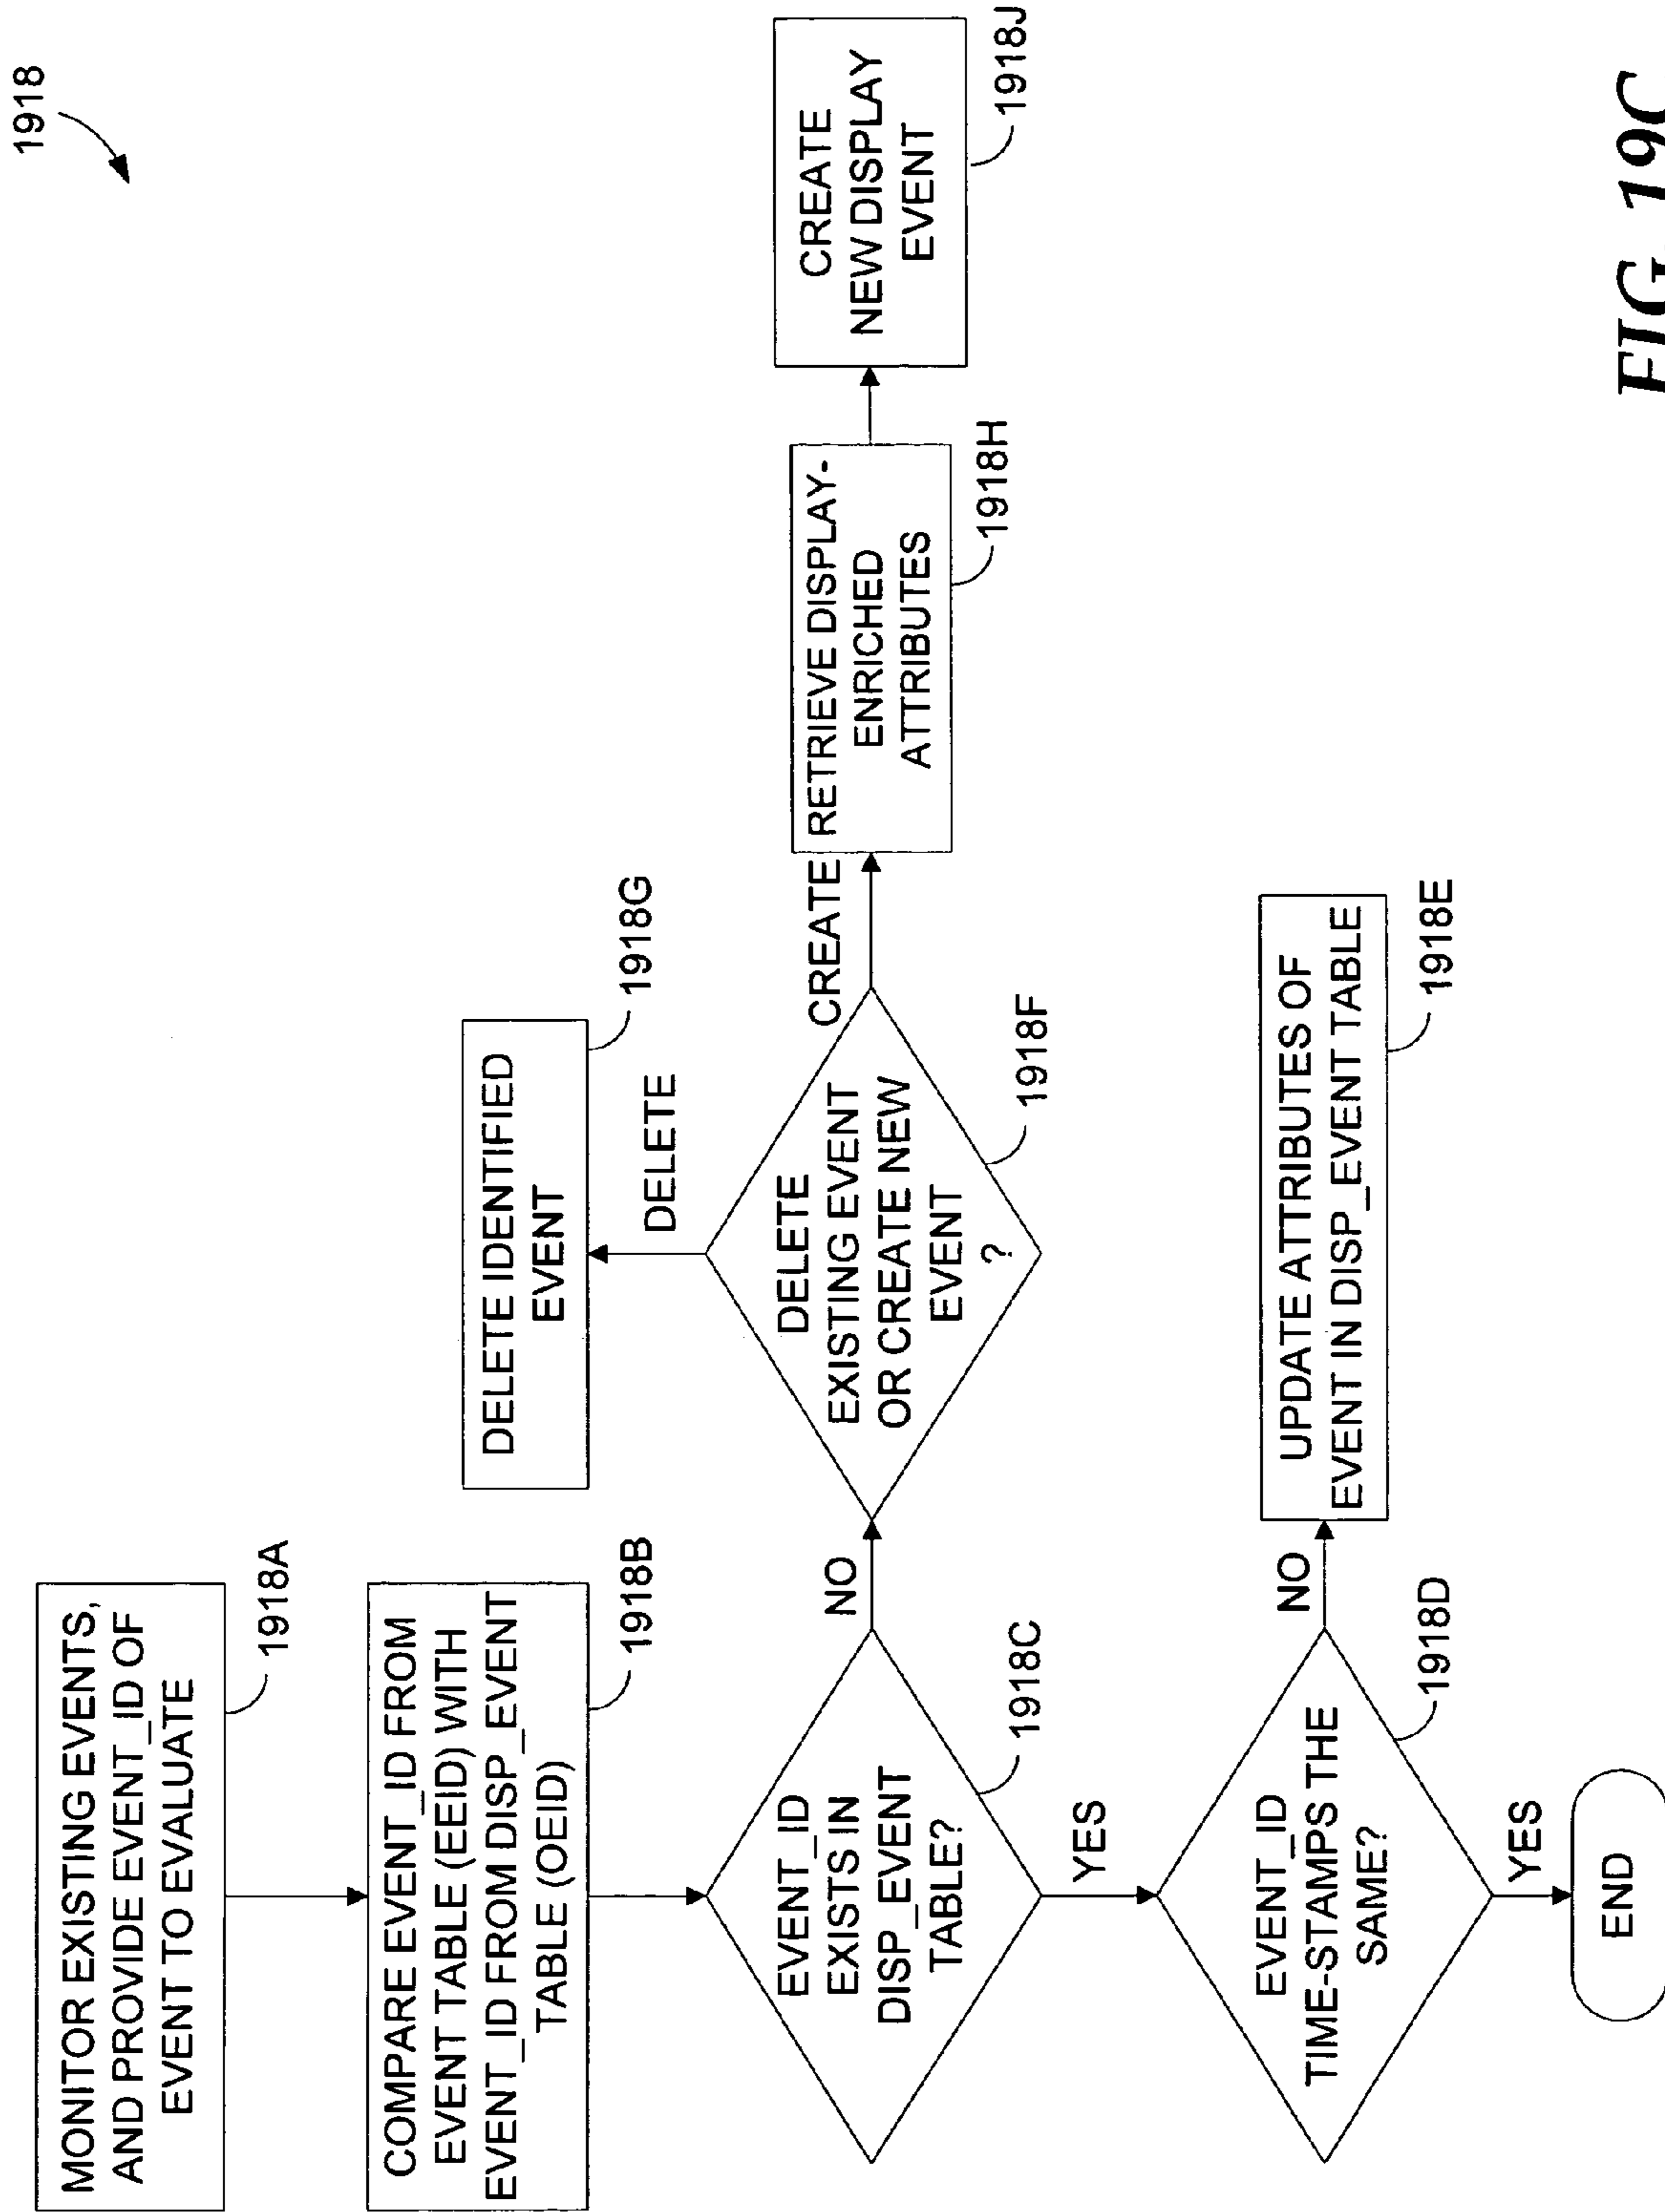 1918
MONITOR EXISTING EVENTS,
AND PROVIDE EVENT_ID OF
EVENT TO EVALUATE
1918A
COMPARE EVENT_ID FROM
EVENT TABLE (EEID) WITH
EVENT_ID FROM DISP_EVENT
TABLE (OEID)
1918B
EVENT_ID
EXISTS IN
DISP_EVENT
TABLE?
1918C
NO
YES
DELETE
EXISTING EVENT
OR CREATE NEW
EVENT
?
1918F
DELETE
DELETE IDENTIFIED
EVENT
1918G
CREATE
RETRIEVE DISPLAY-
ENRICHED
ATTRIBUTES
1918H
CREATE
NEW DISPLAY
EVENT
1918J
EVENT_ID
TIME-STAMPS THE
SAME?
1918D
NO
UPDATE ATTRIBUTES OF
EVENT IN DISP_EVENT TABLE
1918E
YES
END
FIG. 19C